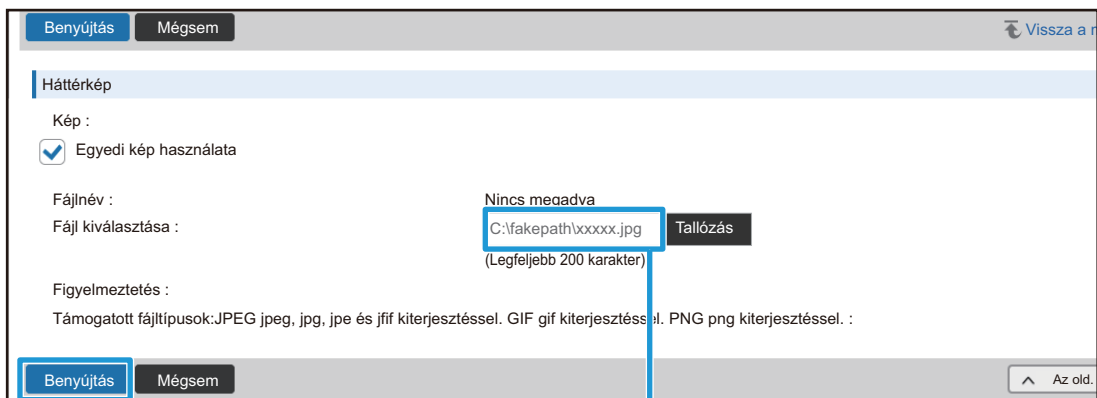 Benyújtás Mégsem Vissza a
Háttérkép
Kép :
Egyedi kép használata
Fájlnév : Nincs megadva
Fájl kiválasztása : C:\fakepath\xxxxx.jpg Tallózás
(Legfeljebb 200 karakter)
Figyelmeztetés :
Támogatott fájltípusok:JPEG jpeg, jpg, jpe és jfif kiterjesztéssel. GIF gif kiterjesztéssel. PNG png kiterjesztéssel. :
Benyújtás Mégsem Az old.